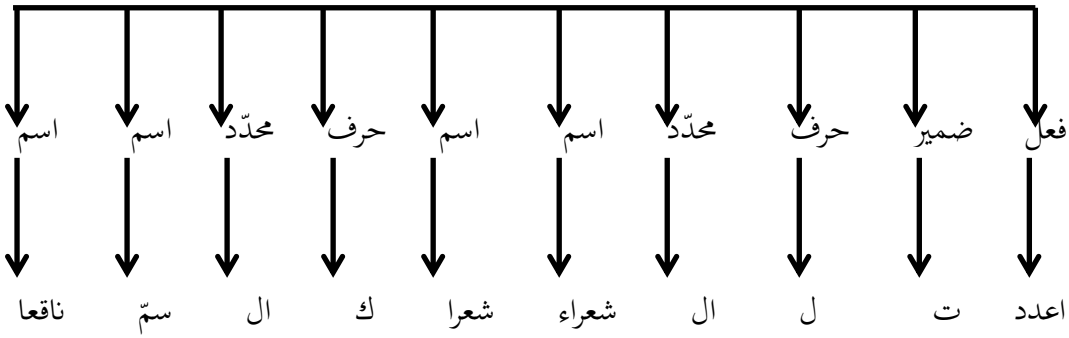 فعل ضمير حرف محدّد اسم اسم حرف محدّد اسم اسم
اعدد ت ل ال شعراء شعرا ك ال سمّ ناقعا